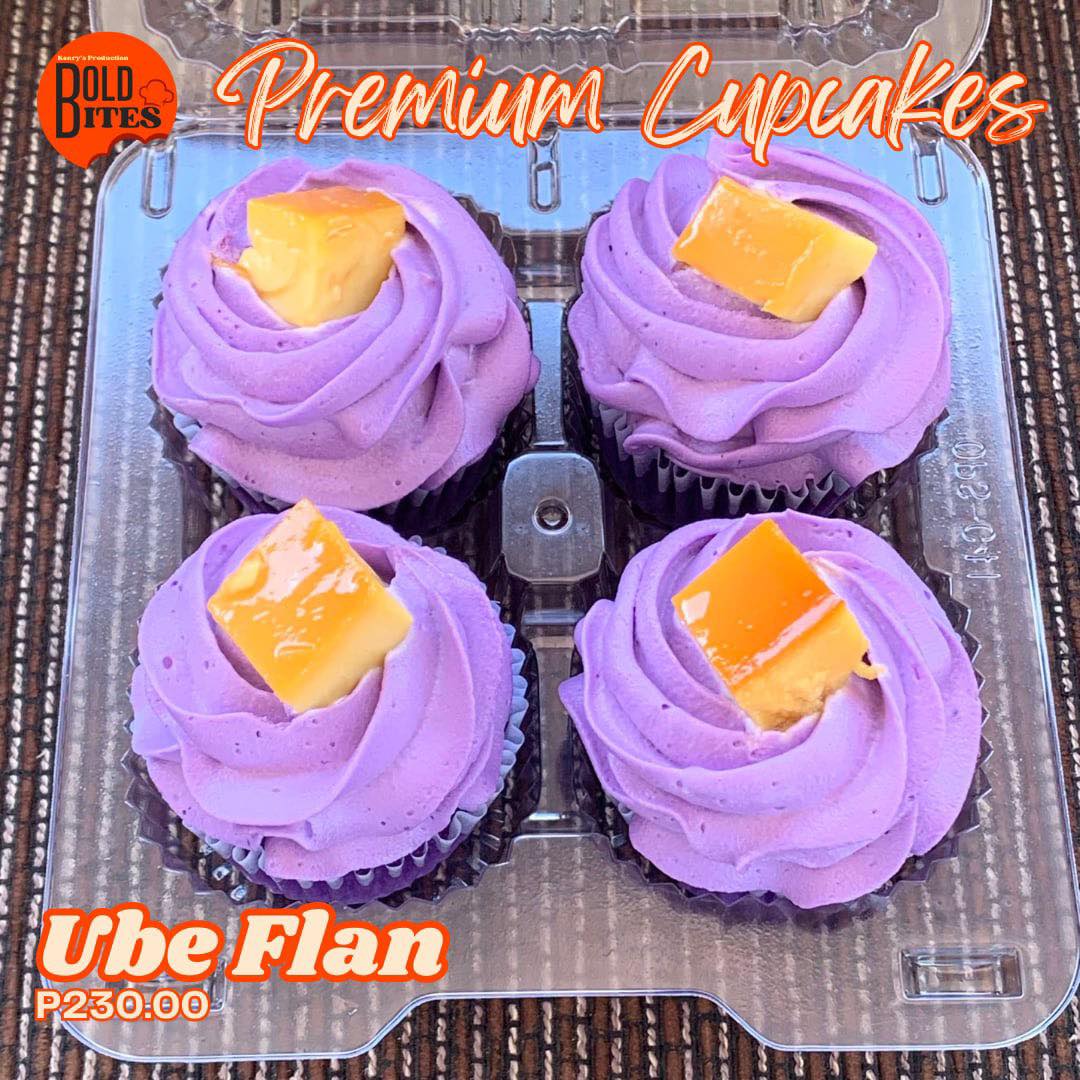 Kenry's Production
BOLD
BITES
Premium Cupcakes
Ube Flan
P230.00